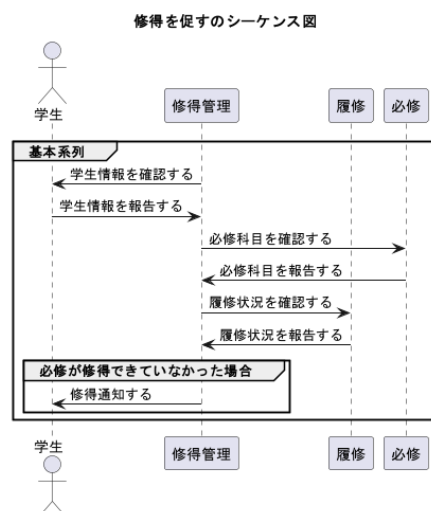 修得を促すのシーケンス図
学生
修得管理
履修
必修
基本系列
学生情報を確認する
学生情報を報告する
必修科目を確認する
必修科目を報告する
履修状況を確認する
履修状況を報告する
必修が修得できていなかった場合
修得通知する
学生
修得管理
履修
必修